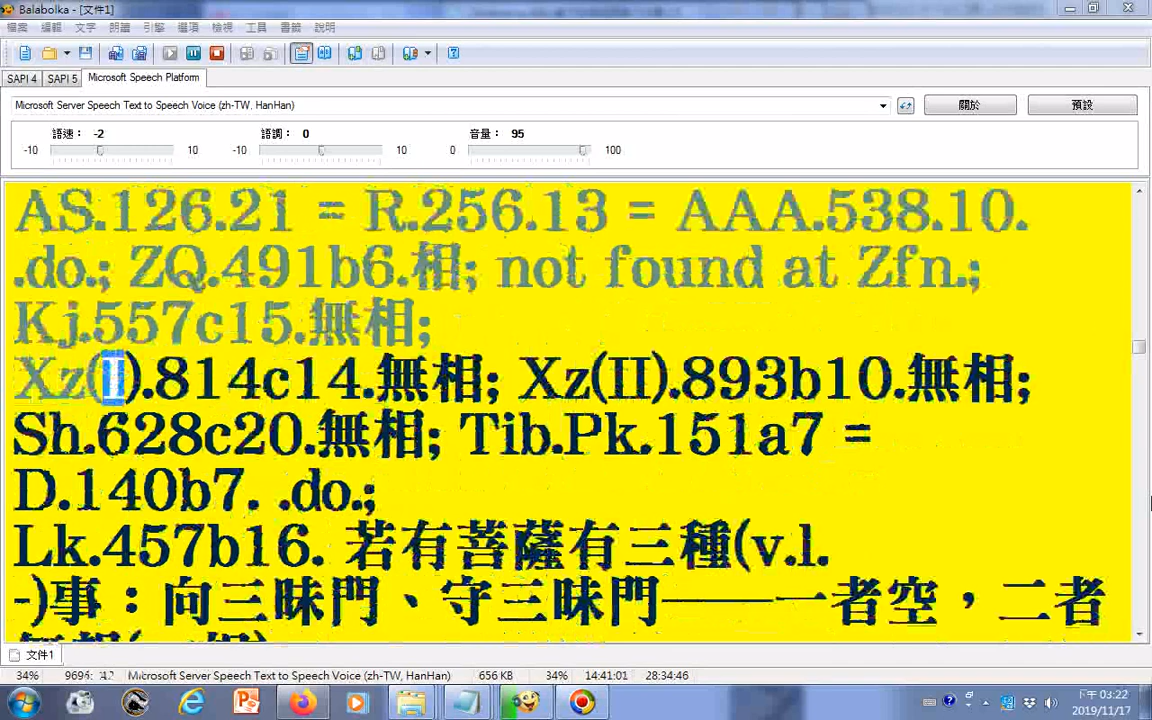 Balabolka - [文件1]
檔案 編輯 文字 朗讀 引擎 選項 檢視 工具 書籤 說明
SAPI 4 SAPI 5 Microsoft Speech Platform
Microsoft Server Speech Text to Speech Voice (zh-TW, HanHan) 關於 預設
語速： -2 語調： 0 音量： 95
-10 10 -10 10 0 100
AS.126.21 = R.256.13 = AAA.538.10.
.do.; ZQ.491b6.相; not found at Zfn.;
Kj.557c15.無相;
Xz(II).814c14.無相; Xz(II).893b10.無相;
Sh.628c20.無相; Tib.Pk.151a7 =
D.140b7. .do.;
Lk.457b16. 若有菩薩有三種(v.l.
-)事：向三昧門、守三昧門——一者空，二者
文件1
34% Microsoft Server Speech Text to Speech Voice (zh-TW, HanHan) 656 KB 34% 14:41:01 28:34:46
下午 03:22
2019/11/17